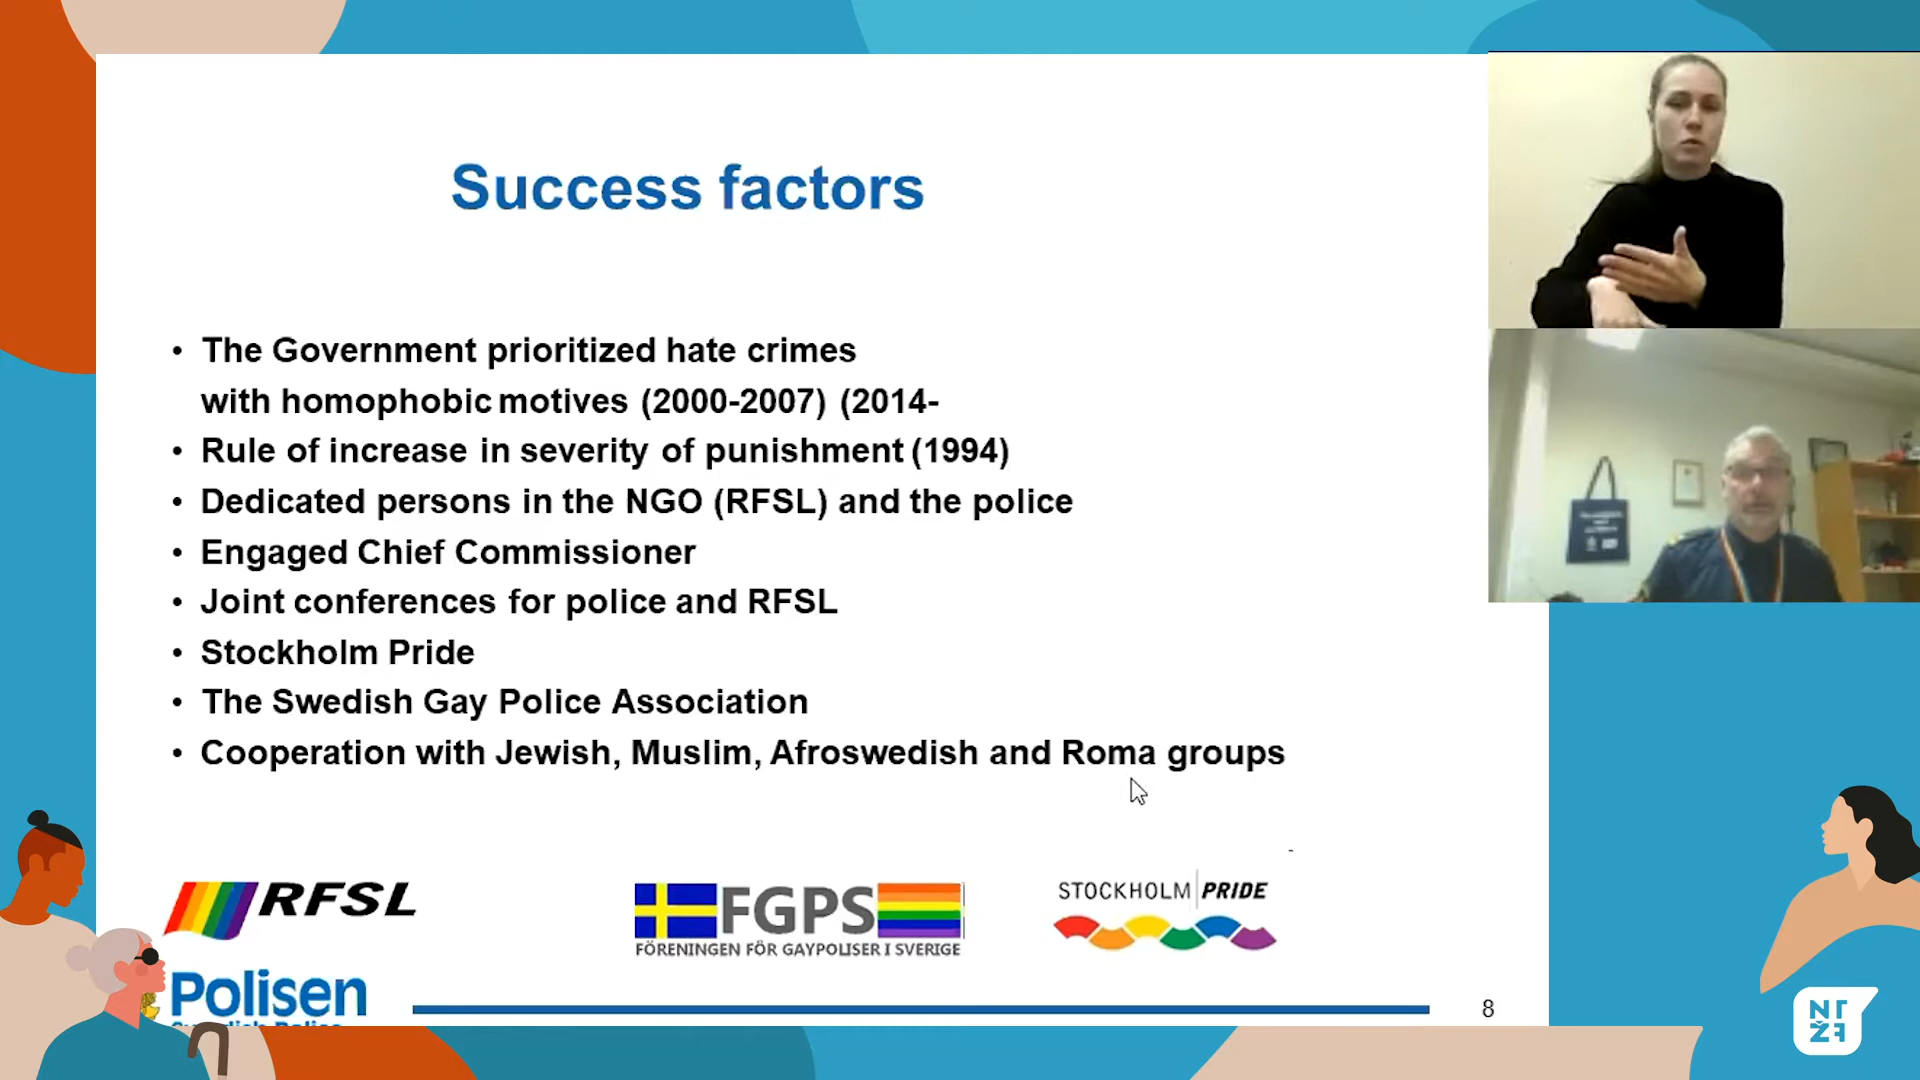 Success factors
• The Government prioritized hate crimes
with homophobic motives (2000-2007) (2014-
• Rule of increase in severity of punishment (1994)
• Dedicated persons in the NGO (RFSL) and the police
• Engaged Chief Commissioner
• Joint conferences for police and RFSL
• Stockholm Pride
• The Swedish Gay Police Association
• Cooperation with Jewish, Muslim, Afroswedish and Roma groups
-
RFSL
FGPS
FÖRENINGEN FÖR GAYPOLISER I SVERIGE
STOCKHOLM PRIDE
Polisen
Swedish Police
8